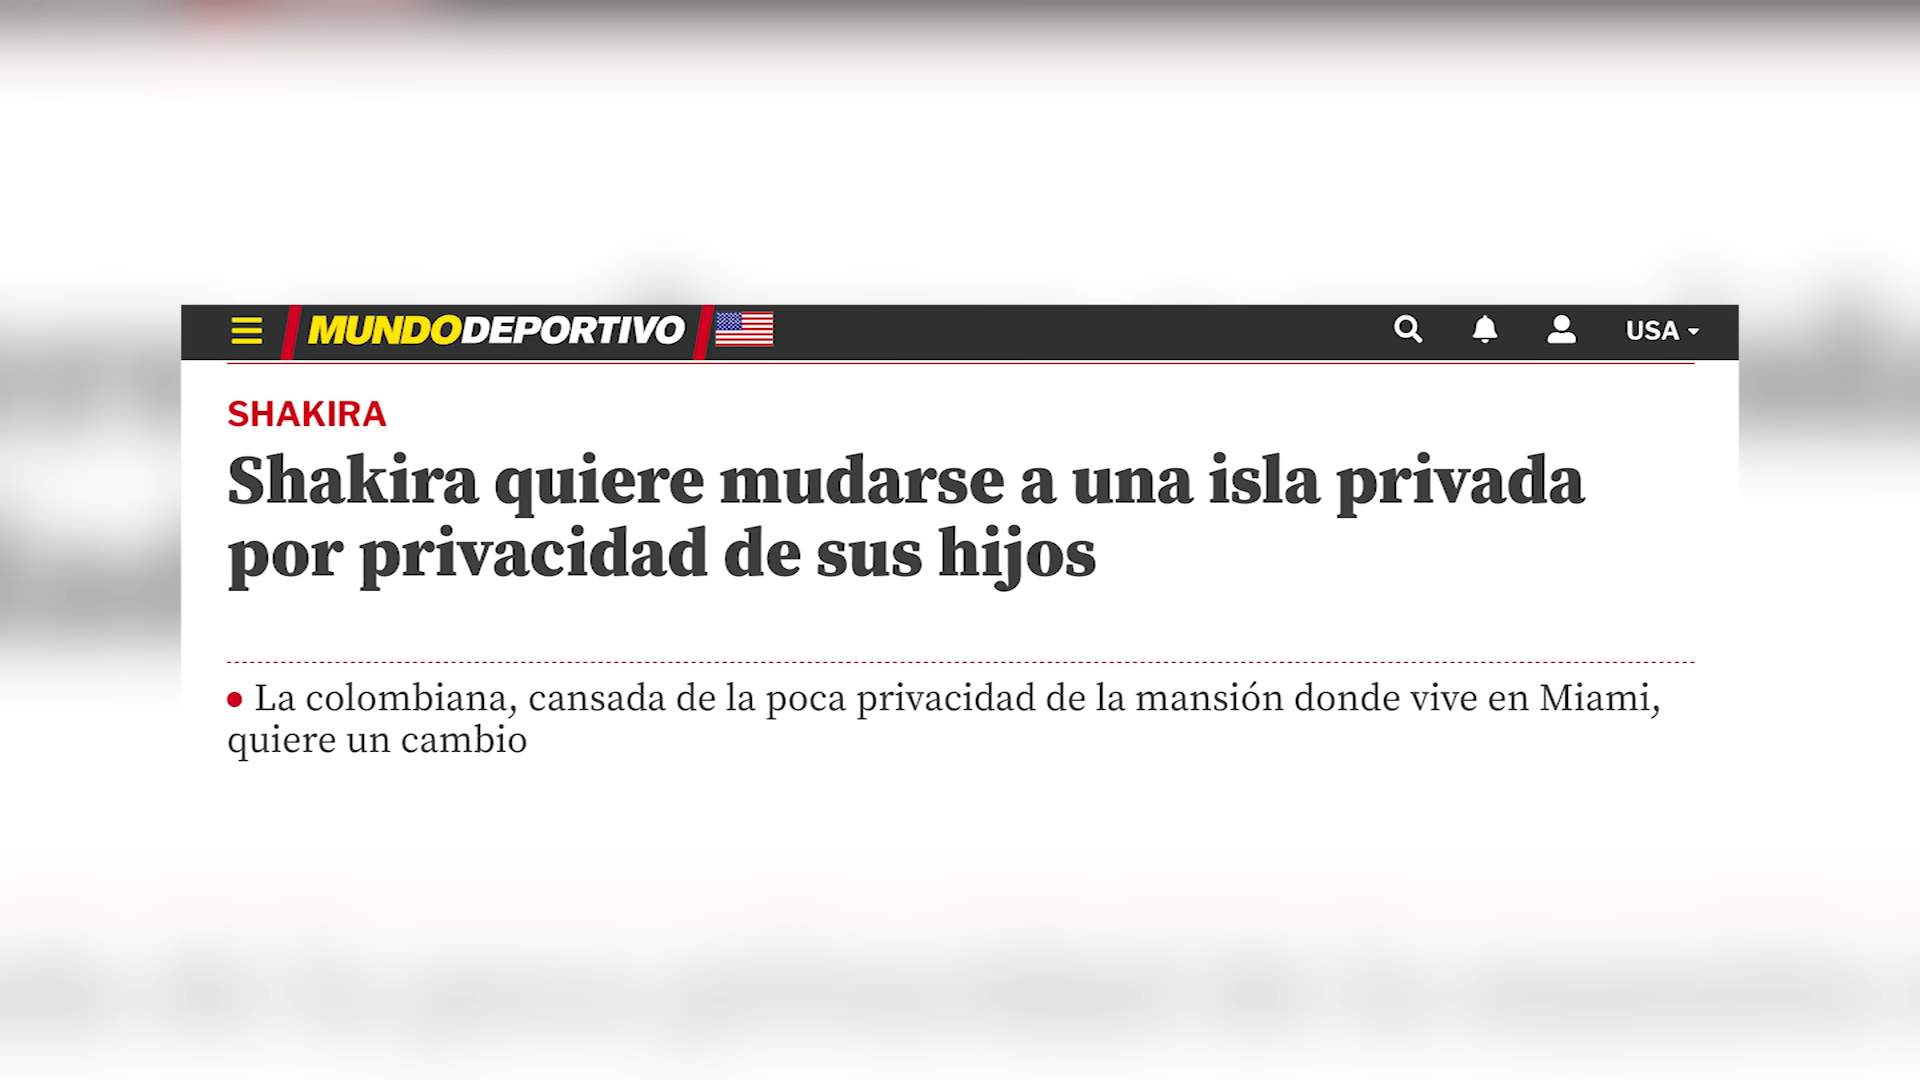 MUNDODEPORTIVO
USA
SHAKIRA
Shakira quiere mudarse a una isla privada
por privacidad de sus hijos
• La colombiana, cansada de la poca privacidad de la mansión donde vive en Miami,
quiere un cambio